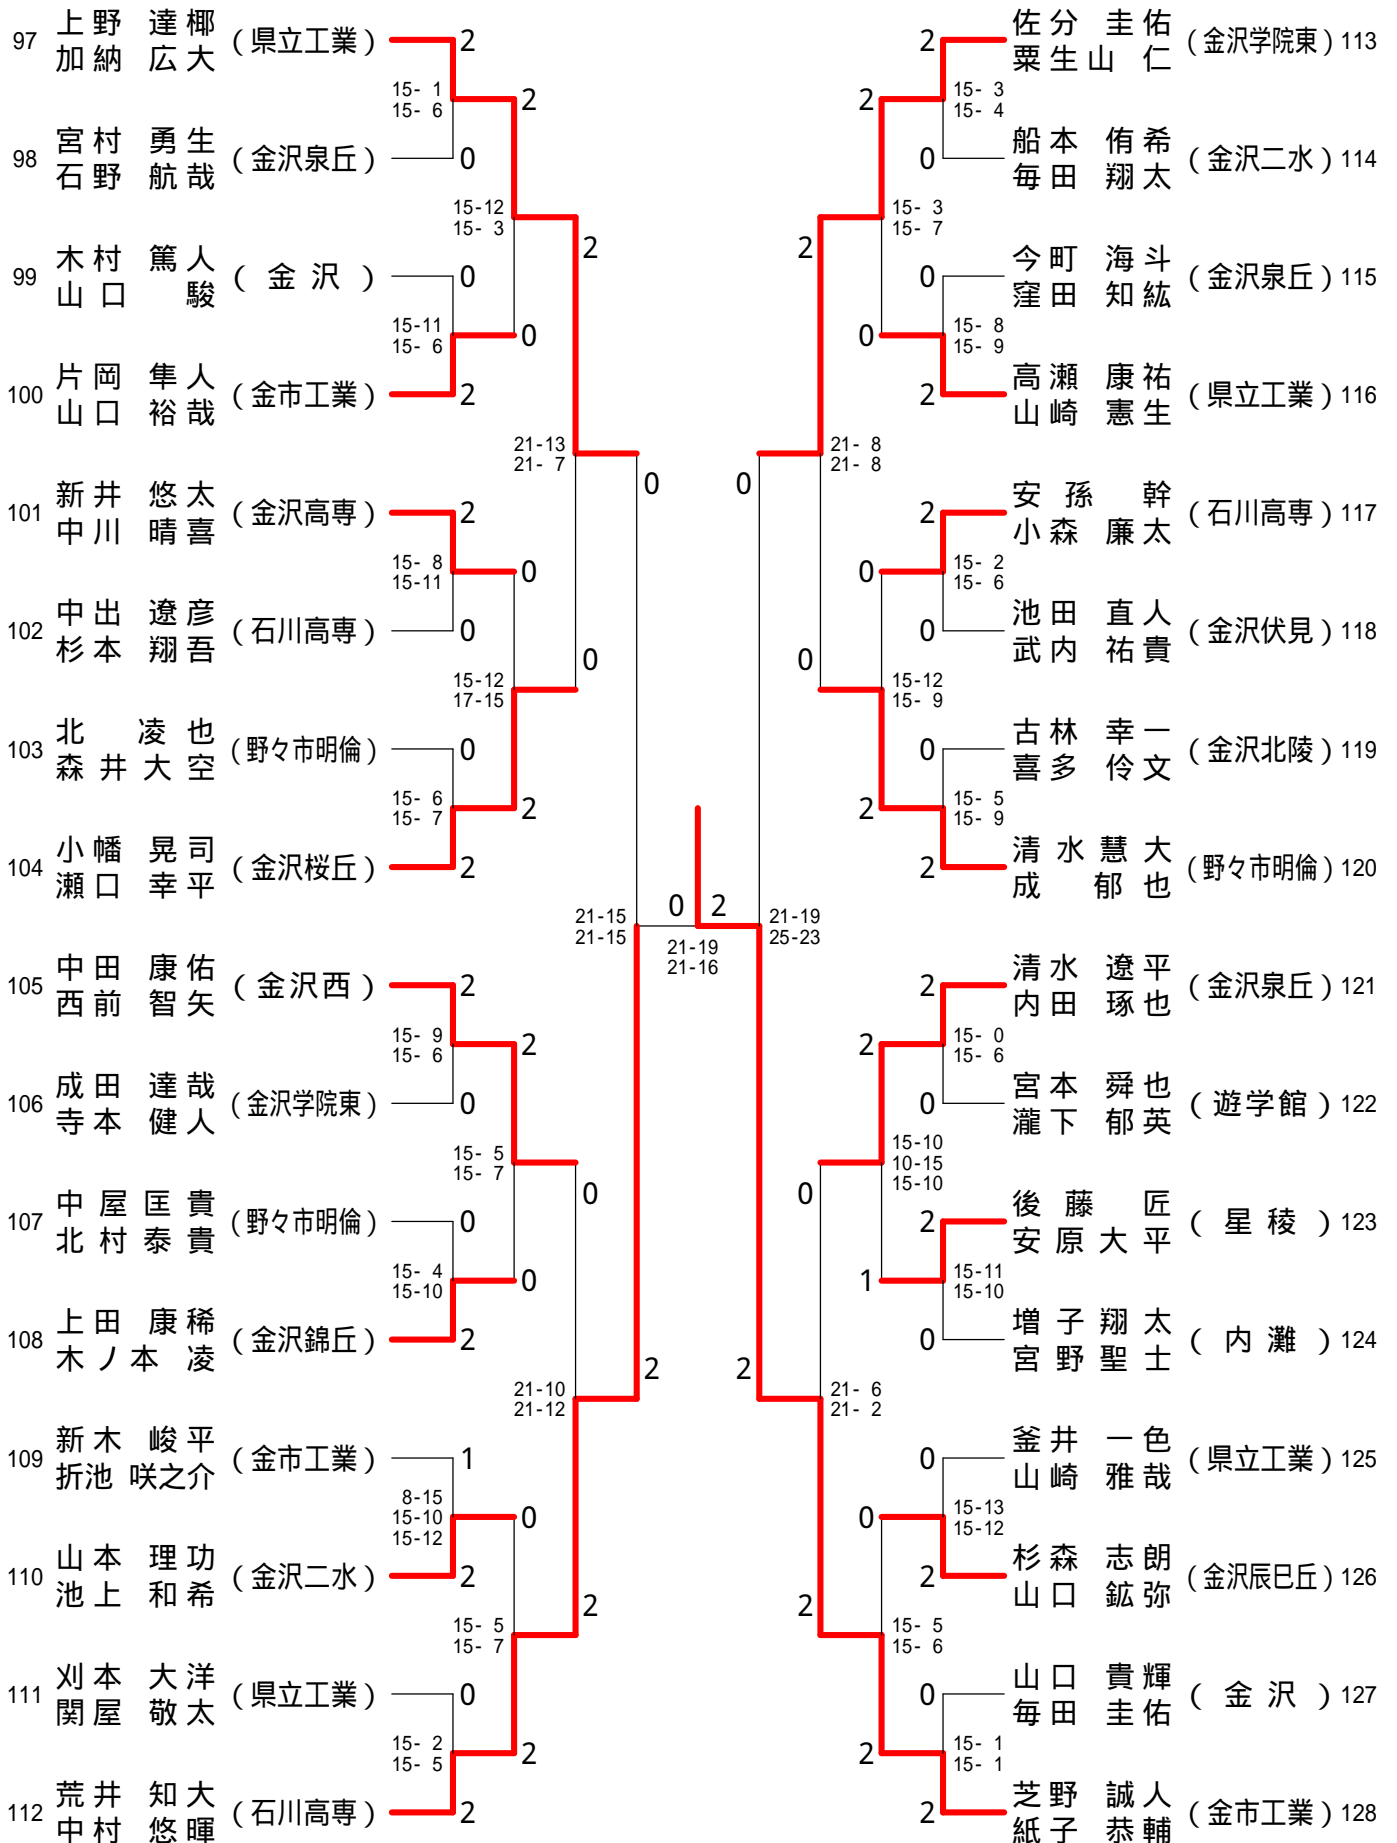 97 上野 達椰 (県立工業) 2
加納 広大
15- 1
15- 6
2
98 宮村 勇生 (金沢泉丘) 0
石野 航哉
15-12
15- 3
2
99 木村 篤人 (金沢) 0
山口 駿
15-11
15- 6
0
100 片岡 隼人 (金市工業) 2
山口 裕哉
21-13
21- 7
0
101 新井 悠太 (金沢高専) 2
中川 晴喜
15- 8
15-11
0
102 中出 遼彦 (石川高専) 0
杉本 翔吾
15-12
17-15
0
103 北 凌也 (野々市明倫) 0
森井大空
15- 6
15- 7
2
104 小幡 晃司 (金沢桜丘) 2
瀬口 幸平
21-15
21-15
0 2
21-19
21-16
105 中田 康佑 (金沢西) 2
西前 智矢
15- 9
15- 6
2
106 成田 達哉 (金沢学院東) 0
寺本 健人
15- 5
15- 7
0
107 中屋匡貴 (野々市明倫) 0
北村泰貴
15- 4
15-10
0
108 上田 康稀 (金沢錦丘) 2
木ノ本 凌
21-10
21-12
2
109 新木 峻平 (金市工業) 1
折池 咲之介
8-15
15-10
15-12
0
110 山本 理功 (金沢二水) 2
池上 和希
15- 5
15- 7
2
111 刈本 大洋 (県立工業) 0
関屋 敬太
15- 2
15- 5
2
112 荒井 知大 (石川高専) 2
中村 悠暉
2 佐分 圭佑 (金沢学院東) 113
粟生山 仁
2
15- 3
15- 4
0 船本 侑希 (金沢二水) 114
毎田 翔太
2
15- 3
15- 7
0 今町 海斗 (金沢泉丘) 115
窪田 知紘
0
15- 8
15- 9
2 高瀬 康祐 (県立工業) 116
山崎 憲生
0
21- 8
21- 8
2 安孫 幹 (石川高専) 117
小森 廉太
0
15- 2
15- 6
0 池田 直人 (金沢伏見) 118
武内 祐貴
0
15-12
15- 9
0 古林 幸一 (金沢北陵) 119
喜多 伶文
2
15- 5
15- 9
2 清水慧大 (野々市明倫) 120
成 郁也
21-19
25-23
2 清水 遼平 (金沢泉丘) 121
内田 琢也
2
15- 0
15- 6
0 宮本 舜也 (遊学館) 122
瀧下 郁英
0
15-10
10-15
15-10
2 後藤 匠 (星稜) 123
安原大平
1
15-11
15-10
0 増子翔太 (内灘) 124
宮野聖士
2
21- 6
21- 2
0 釜井 一色 (県立工業) 125
山崎 雅哉
0
15-13
15-12
2 杉森 志朗 (金沢辰巳丘) 126
山口 鉱弥
2
15- 5
15- 6
0 山口 貴輝 (金沢) 127
毎田 圭佑
2
15- 1
15- 1
2 芝野 誠人 (金市工業) 128
紙子 恭輔